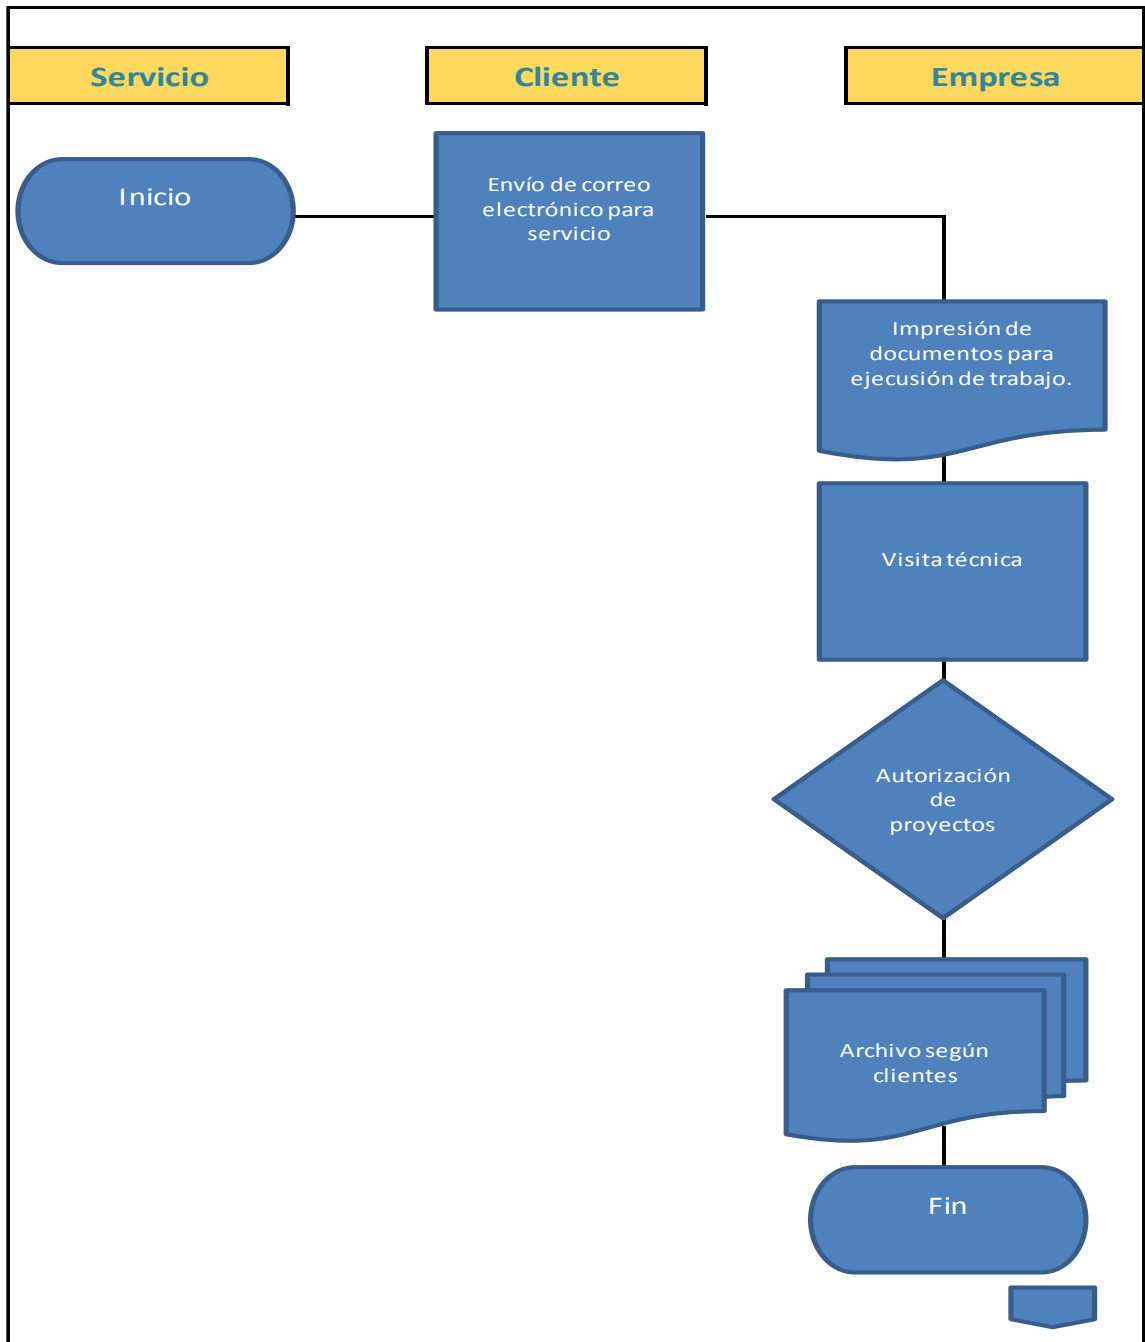 Servicio
Cliente
Empresa
Inicio
Envío de correo
electrónico para
servicio
Impresión de
documentos para
ejecusión de trabajo.
Visita técnica
Autorización
de
proyectos
Archivo según
clientes
Fin